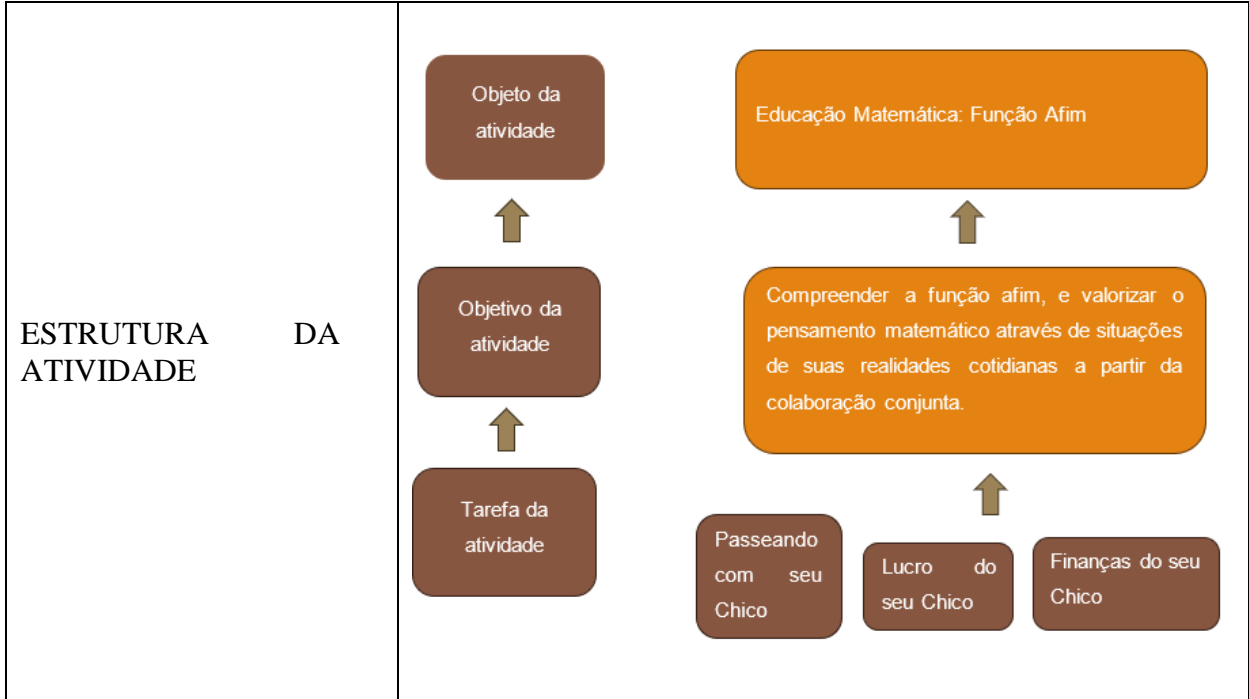 ESTRUTURA DA
ATIVIDADE
Objeto da
atividade
Educação Matemática: Função Afim
Objetivo da
atividade
Compreender a função afim, e valorizar o
pensamento matemático através de situações
de suas realidades cotidianas a partir da
colaboração conjunta.
Tarefa da
atividade
Passeando
com seu
Chico
Lucro do
seu Chico
Finanças do seu
Chico